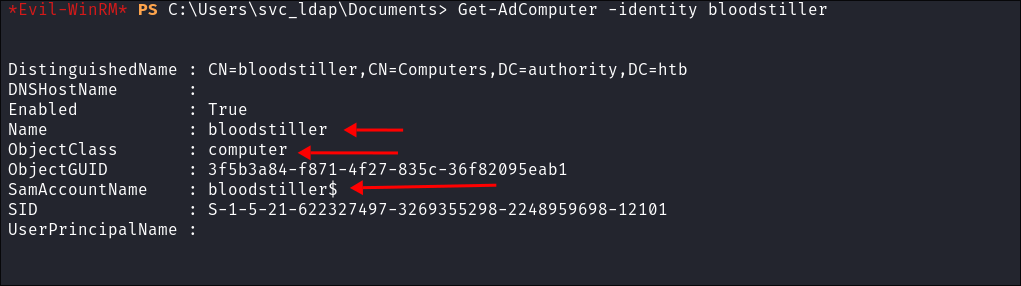 *Evil-WinRM* PS C:\Users\svc_ldap\Documents> Get-AdComputer -identity bloodstiller
DistinguishedName : CN=bloodstiller,CN=Computers,DC=authority,DC=htb
DNSHostName       :
Enabled           : True
Name              : bloodstiller
ObjectClass       : computer
ObjectGUID        : 3f5b3a84-f871-4f27-835c-36f82095eab1
SamAccountName    : bloodstiller$
SID               : S-1-5-21-622327497-3269355298-2248959698-12101
UserPrincipalName :